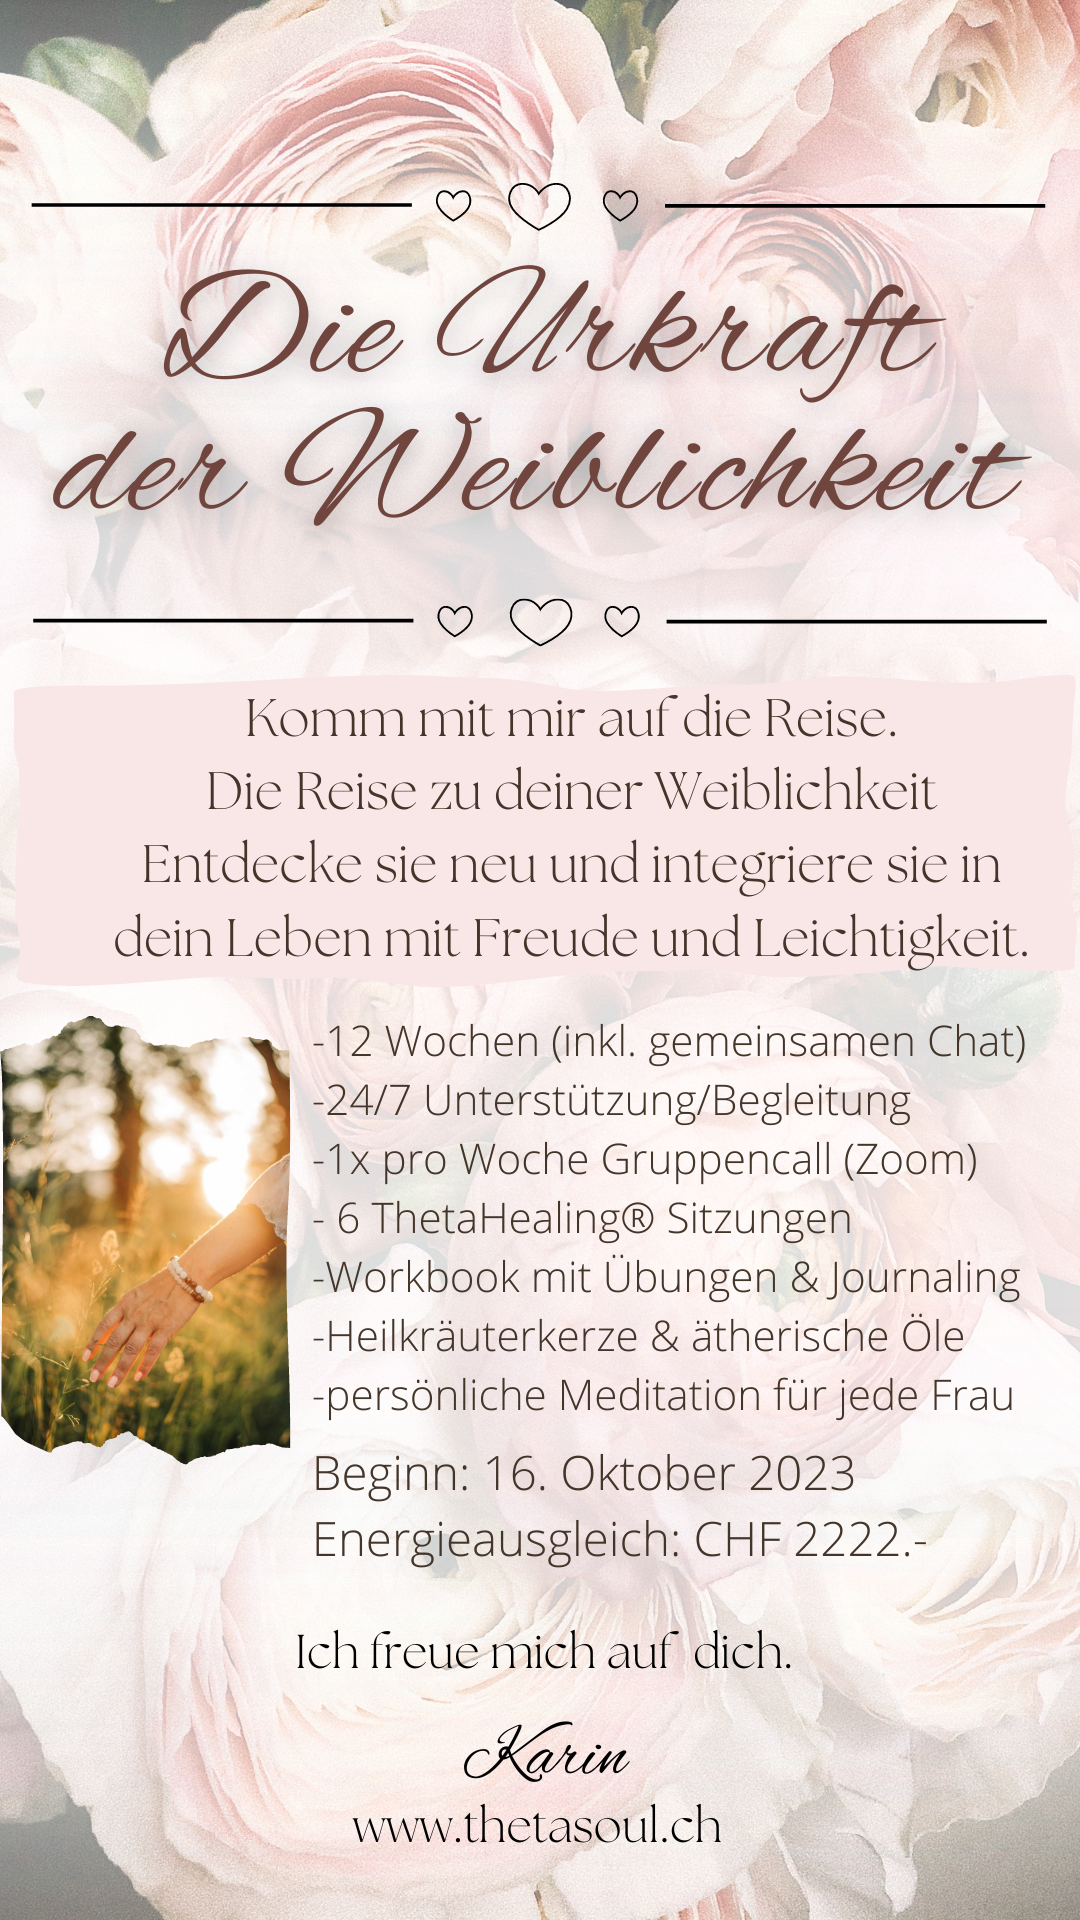 Die Urkraft
der Weiblichkeit
Komm mit mir auf die Reise.
Die Reise zu deiner Weiblichkeit
Entdecke sie neu und integriere sie in
dein Leben mit Freude und Leichtigkeit.
-12 Wochen (inkl. gemeinsamen Chat)
-24/7 Unterstützung/Begleitung
-1x pro Woche Gruppencall (Zoom)
- 6 ThetaHealing® Sitzungen
-Workbook mit Übungen & Journaling
-Heilkräuterkerze & ätherische Öle
-persönliche Meditation für jede Frau
Beginn: 16. Oktober 2023
Energieausgleich: CHF 2222.-
Ich freue mich auf dich.
Karin
www.thetasoul.ch